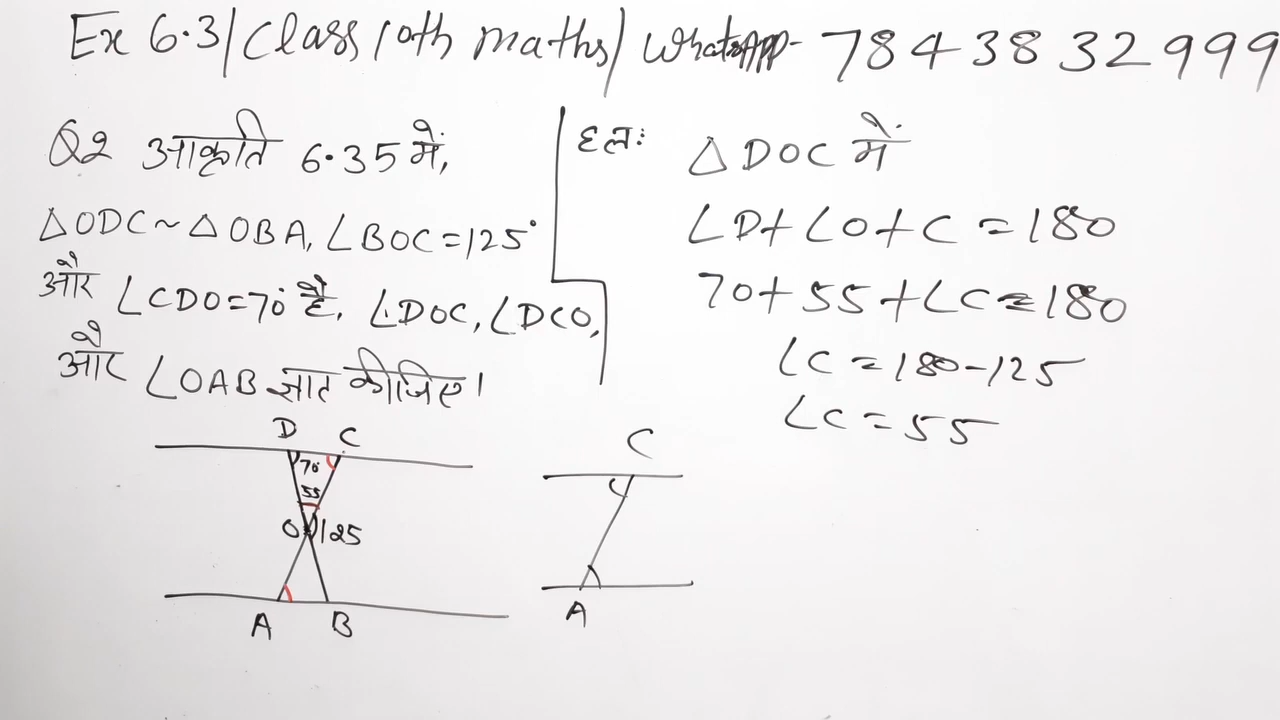 Ex 6.3/Class 10th maths/WhatsApp- 7843832999
Q2 आकृति 6.35 में,
△ODC ~ △OBA, ∠BOC = 125°
और ∠CDO = 70° है, ∠DOC, ∠DCO,
और ∠OAB ज्ञात कीजिए।
हल:
△DOC में
∠D + ∠O + C = 180
70 + 55 + ∠C = 180
∠C = 180 - 125
∠C = 55
D C
70°
55
O 125
A B
C
A